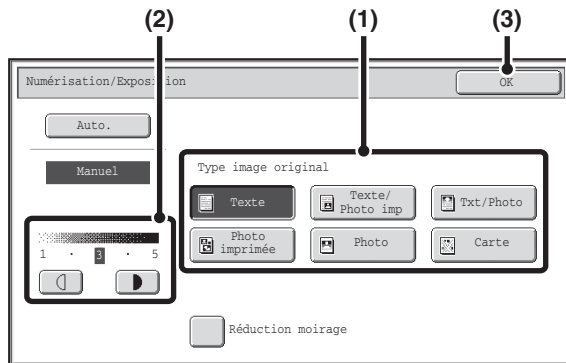 (2)
(1)
(3)
Numérisation/Exposition
OK
Auto.
Manuel
Type image original
Texte
Texte/
Photo imp
Txt/Photo
Photo
imprimée
Photo
Carte
1 · 3 · 5
Réduction moirage